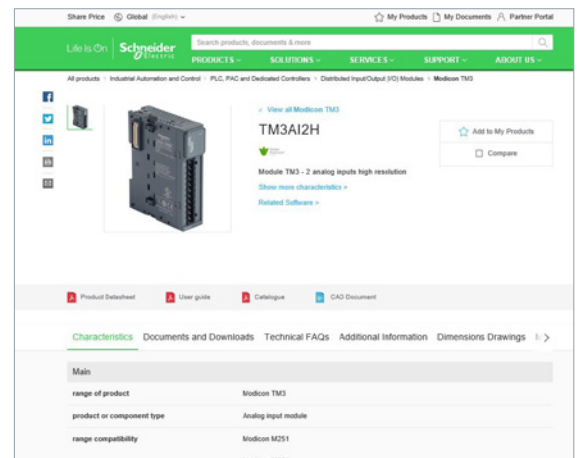 Share Price Global (English) My Products My Documents Partner Portal
Life Is On Schneider Electric
Search products, documents & more
PRODUCTS SOLUTIONS SERVICES SUPPORT ABOUT US
All products Industrial Automation and Control PLC, PAC and Dedicated Controllers Distributed Input/Output (I/O) Modules Modicon TM3
< View all Modicon TM3
TM3AI2H
Add to My Products
Compare
Module TM3 - 2 analog inputs high resolution
Show more characteristics >
Related Software >
Product Datasheet User guide Catalogue CAD Document
Characteristics Documents and Downloads Technical FAQs Additional Information Dimensions Drawings
Main
range of product Modicon TM3
product or component type Analog input module
range compatibility Modicon M251